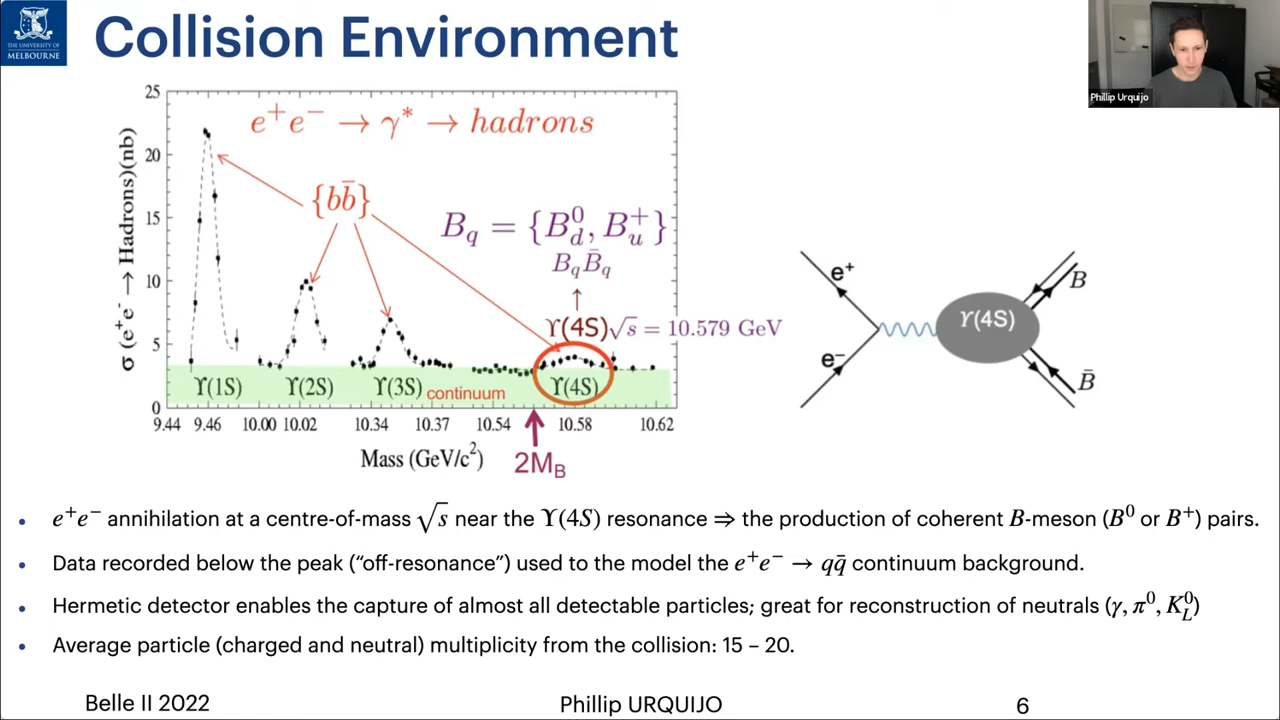 THE UNIVERSITY OF
MELBOURNE
Collision Environment
Phillip Urquijo
σ (e⁺e⁻ → Hadrons)(nb)
25
20
15
10
5
0
e⁺e⁻ → γ* → hadrons
{bb̄}
B_q = {B⁰_d, B⁺_u}
B_q B̄_q
↑
ϒ(4S) √s = 10.579 GeV
ϒ(1S) ϒ(2S) ϒ(3S) continuum ϒ(4S)
9.44 9.46 10.00 10.02 10.34 10.37 10.54 10.58 10.62
Mass (GeV/c²)
2M_B
e⁺
e⁻
ϒ(4S)
B
B̄
• e⁺e⁻ annihilation at a centre-of-mass √s near the ϒ(4S) resonance ⇒ the production of coherent B-meson (B⁰ or B⁺) pairs.
• Data recorded below the peak (“off-resonance”) used to the model the e⁺e⁻ → qq̄ continuum background.
• Hermetic detector enables the capture of almost all detectable particles; great for reconstruction of neutrals (γ, π⁰, K⁰_L)
• Average particle (charged and neutral) multiplicity from the collision: 15 – 20.
Belle II 2022
Phillip URQUIJO
6